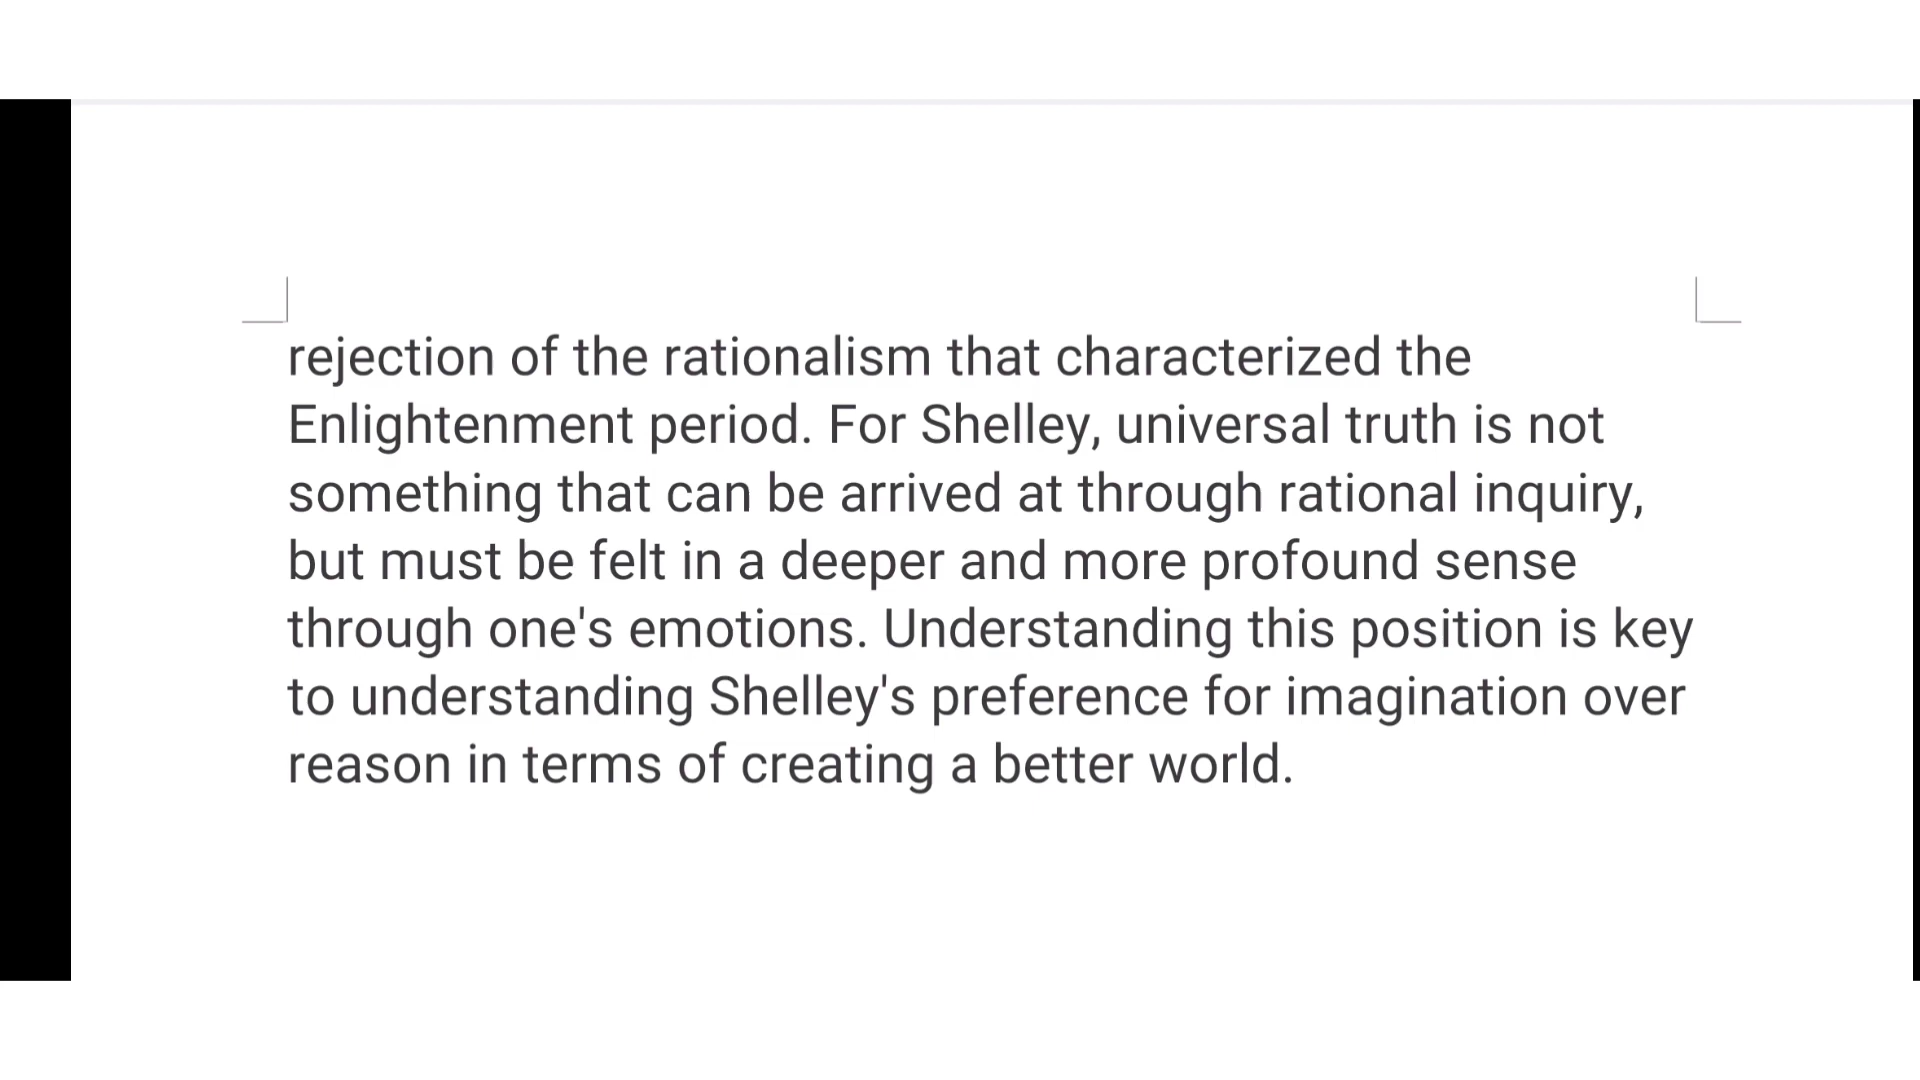 rejection of the rationalism that characterized the
Enlightenment period. For Shelley, universal truth is not
something that can be arrived at through rational inquiry,
but must be felt in a deeper and more profound sense
through one's emotions. Understanding this position is key
to understanding Shelley's preference for imagination over
reason in terms of creating a better world.